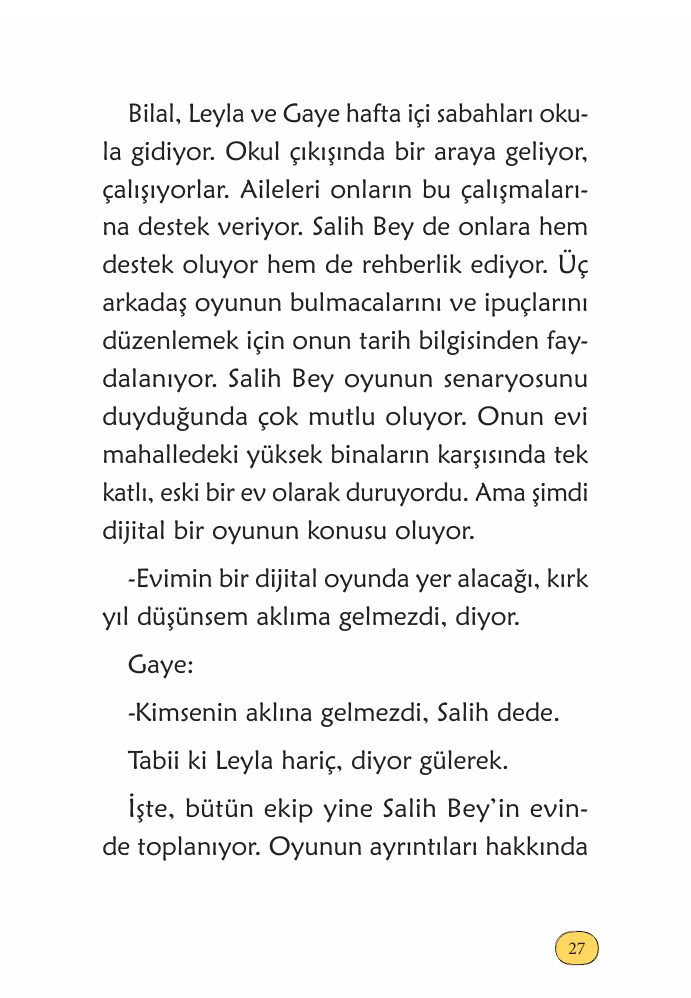 Bilal, Leyla ve Gaye hafta içi sabahları oku-
la gidiyor. Okul çıkışında bir araya geliyor,
çalışıyorlar. Aileleri onların bu çalışmaları-
na destek veriyor. Salih Bey de onlara hem
destek oluyor hem de rehberlik ediyor. Üç
arkadaş oyunun bulmacalarını ve ipuçlarını
düzenlemek için onun tarih bilgisinden fay-
dalanıyor. Salih Bey oyunun senaryosunu
duyduğunda çok mutlu oluyor. Onun evi
mahalledeki yüksek binaların karşısında tek
katlı, eski bir ev olarak duruyordu. Ama şimdi
dijital bir oyunun konusu oluyor.
-Evimin bir dijital oyunda yer alacağı, kırk
yıl düşünsem aklıma gelmezdi, diyor.
Gaye:
-Kimsenin aklına gelmezdi, Salih dede.
Tabii ki Leyla hariç, diyor gülerek.
İşte, bütün ekip yine Salih Bey’in evin-
de toplanıyor. Oyunun ayrıntıları hakkında
27